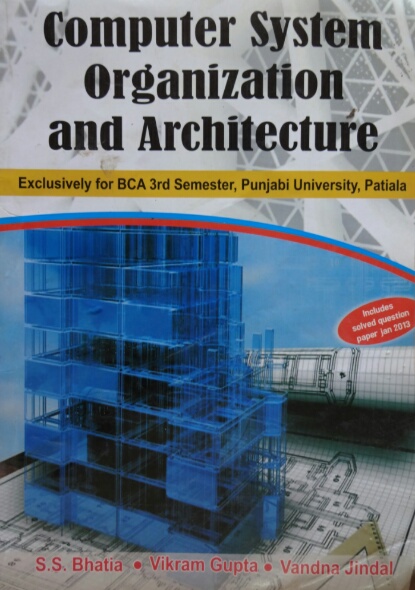 Computer System
Organization
and Architecture
Exclusively for BCA 3rd Semester, Punjabi University, Patiala
Includes
solved question
paper jan 2013
S.S. Bhatia • Vikram Gupta • Vandna Jindal